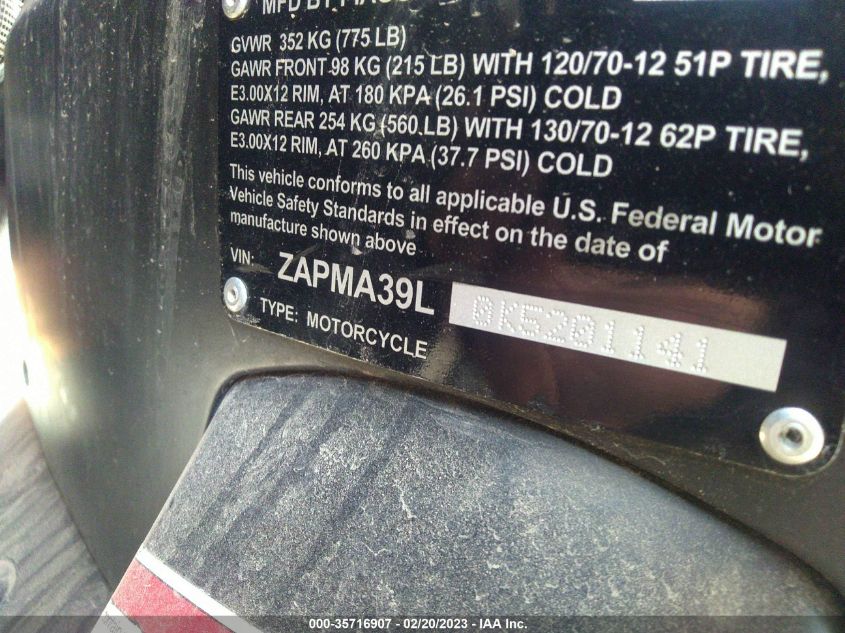 MFD BY
GVWR 352 KG (775 LB)
GAWR FRONT 98 KG (215 LB) WITH 120/70-12 51P TIRE,
E3.00X12 RIM, AT 180 KPA (26.1 PSI) COLD
GAWR REAR 254 KG (560 LB) WITH 130/70-12 62P TIRE,
E3.00X12 RIM, AT 260 KPA (37.7 PSI) COLD
This vehicle conforms to all applicable U.S. Federal Motor
Vehicle Safety Standards in effect on the date of
manufacture shown above
VIN: ZAPMA39L 0K5201141
TYPE: MOTORCYCLE
000-35716907 - 02/20/2023 - IAA Inc.